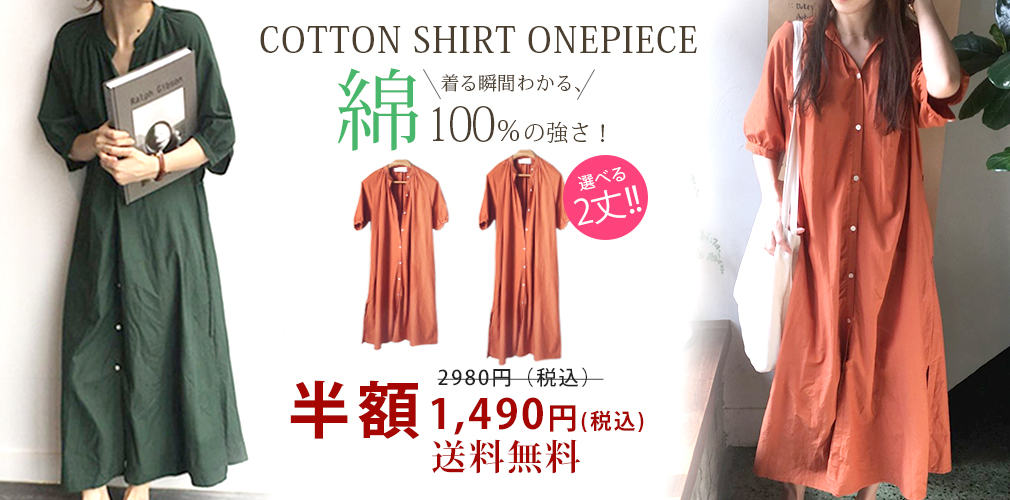 COTTON SHIRT ONEPIECE
綿
着る瞬間わかる、
100%の強さ！
選べる
2丈!!
Ralph Gibson
2980円（税込）
半額 1,490円(税込)
送料無料